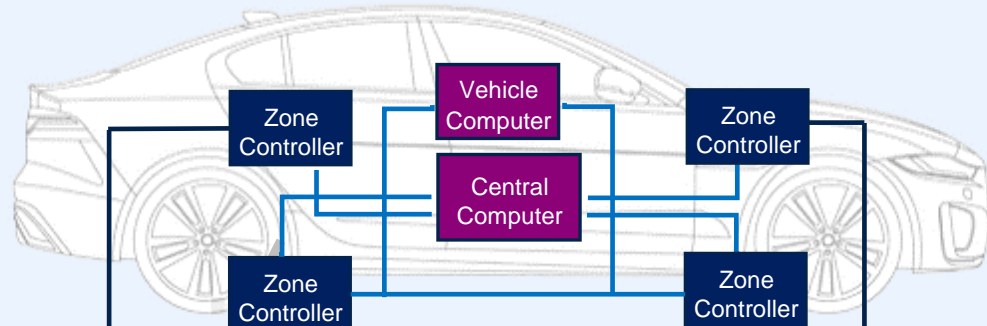 Vehicle
Computer
Zone
Controller
Zone
Controller
Central
Computer
Zone
Controller
Zone
Controller